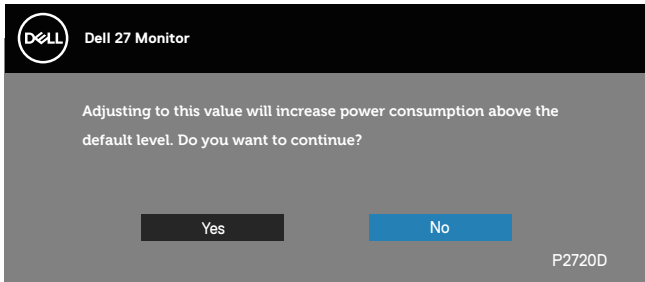 DELL
Dell 27 Monitor
Adjusting to this value will increase power consumption above the
default level. Do you want to continue?
Yes No
P2720D